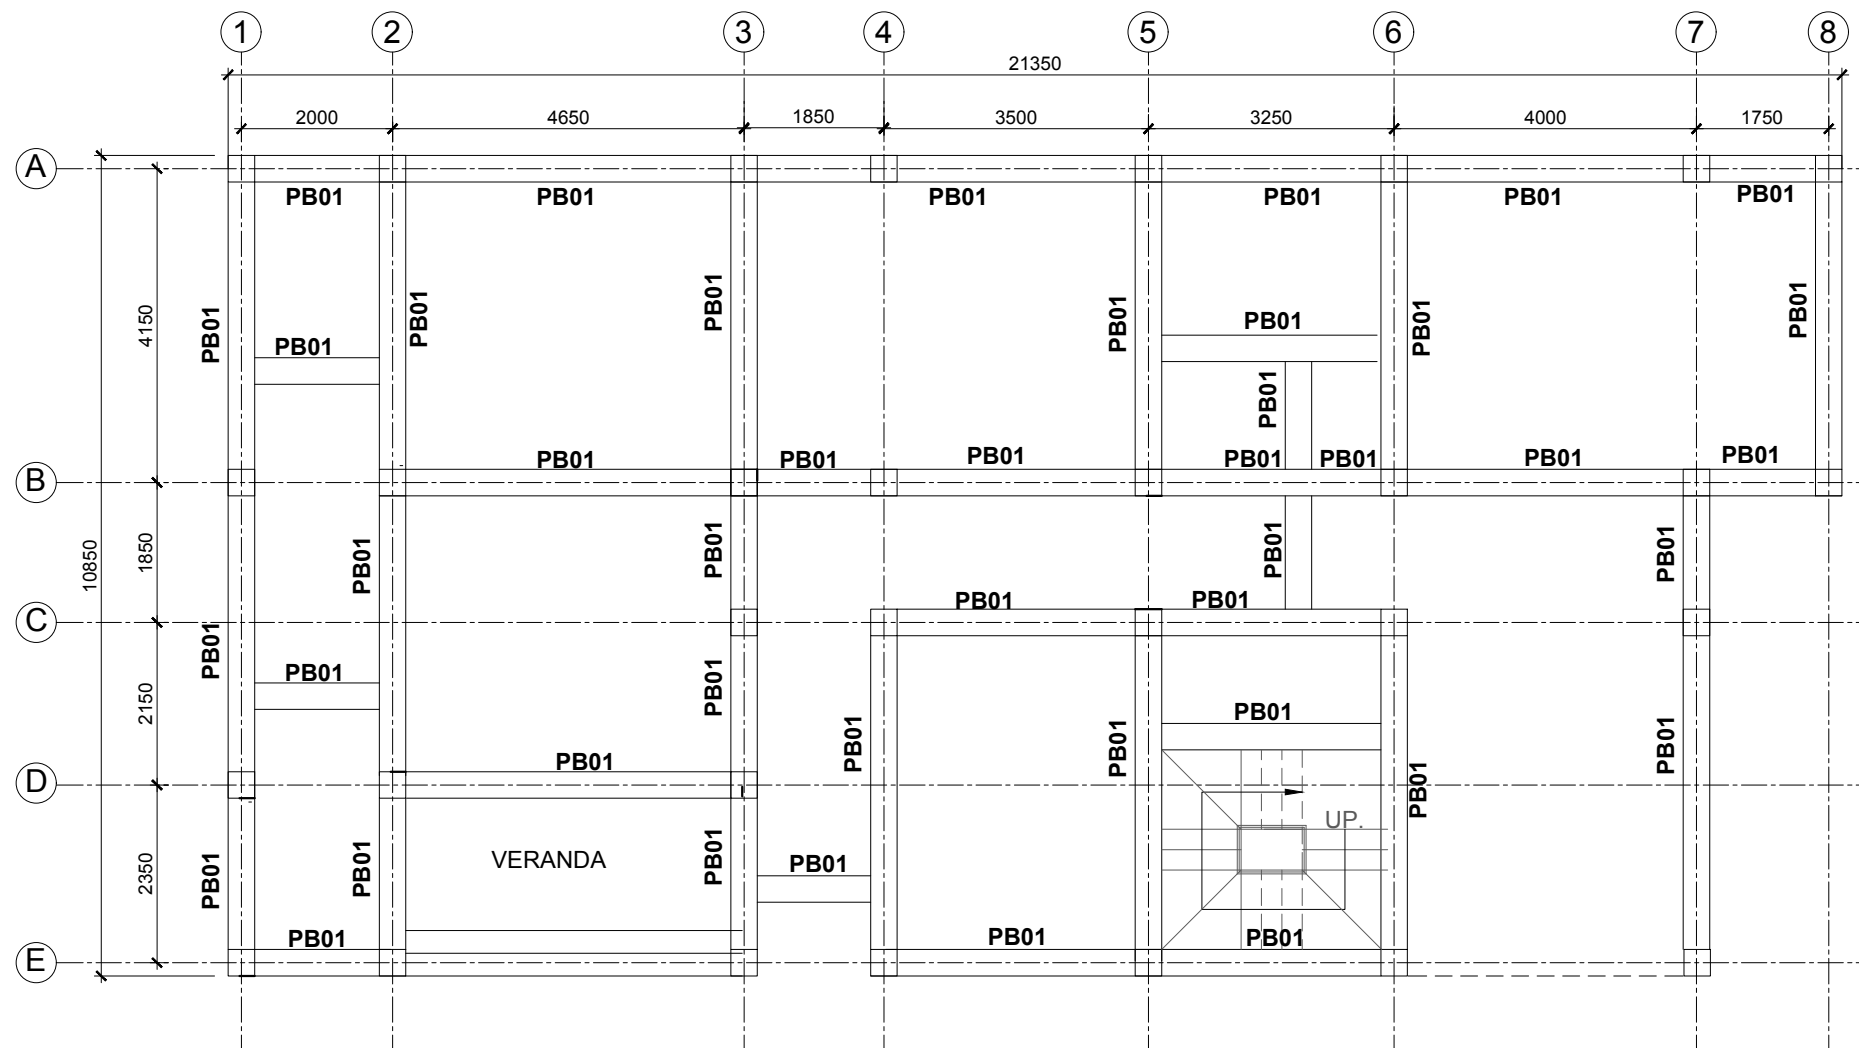 1 2 3 4 5 6 7 8
21350
2000 4650 1850 3500 3250 4000 1750
A
PB01 PB01 PB01 PB01 PB01 PB01
PB01 PB01 PB01 PB01 PB01 PB01
4150
PB01
PB01
PB01
B
PB01 PB01 PB01 PB01 PB01 PB01 PB01
10850
1850
PB01 PB01 PB01 PB01
C
PB01 PB01
PB01 PB01
2150
PB01
PB01
PB01 PB01 PB01 PB01
D
PB01
UP.
2350
PB01 PB01 VERANDA PB01 PB01
E
PB01 PB01 PB01